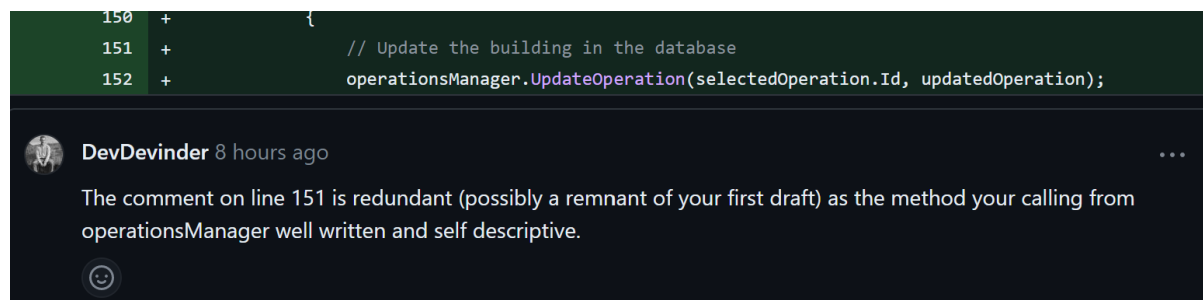 150 + {
151 + // Update the building in the database
152 + operationsManager.UpdateOperation(selectedOperation.Id, updatedOperation);
DevDevinder 8 hours ago
The comment on line 151 is redundant (possibly a remnant of your first draft) as the method your calling from
operationsManager well written and self descriptive.